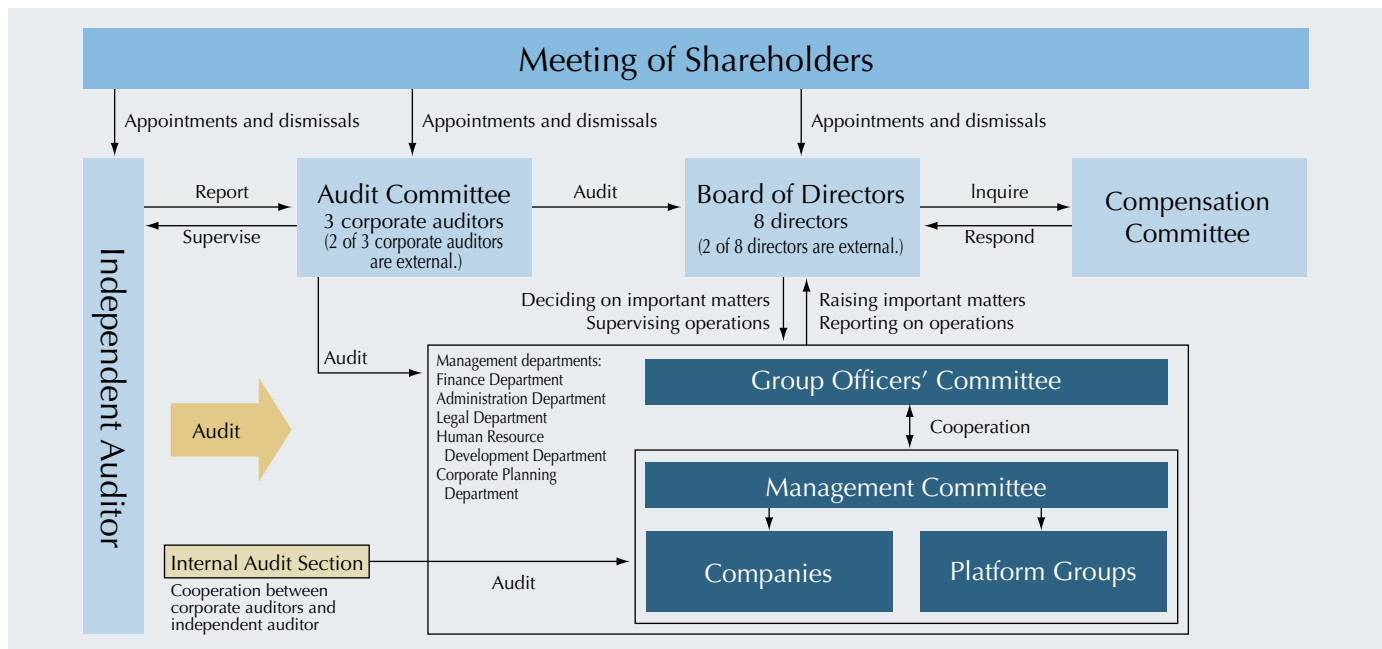 Meeting of Shareholders
Appointments and dismissals
Appointments and dismissals
Appointments and dismissals
Independent Auditor
Report
Supervise
Audit Committee
3 corporate auditors
(2 of 3 corporate auditors
are external.)
Audit
Board of Directors
8 directors
(2 of 8 directors are external.)
Inquire
Respond
Compensation
Committee
Deciding on important matters
Supervising operations
Raising important matters
Reporting on operations
Audit
Management departments:
Finance Department
Administration Department
Legal Department
Human Resource
Development Department
Corporate Planning
Department
Group Officers’ Committee
Cooperation
Audit
Management Committee
Companies
Platform Groups
Internal Audit Section
Audit
Cooperation between
corporate auditors and
independent auditor